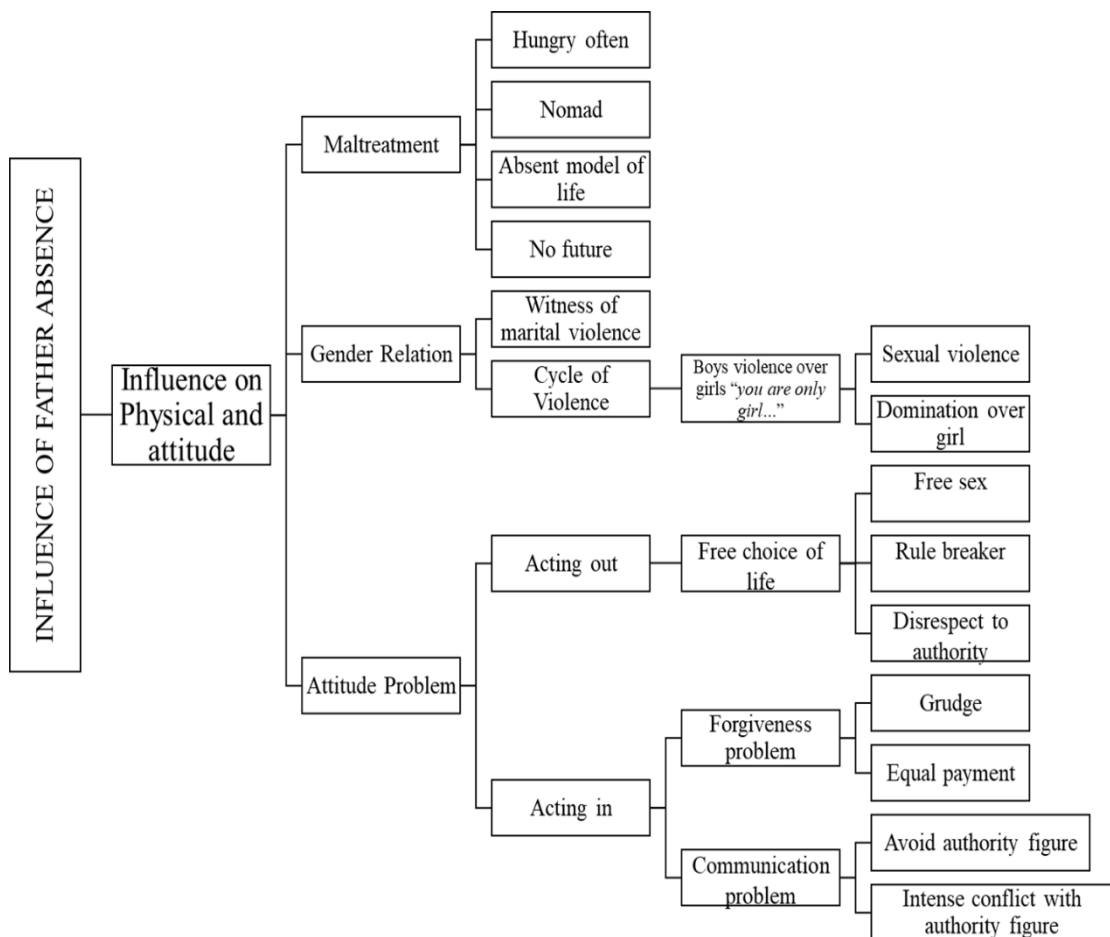 INFLUENCE OF FATHER ABSENCE
Influence on
Physical and
attitude
Maltreatment
Hungry often
Nomad
Absent model of
life
No future
Gender Relation
Witness of
marital violence
Cycle of
Violence
Boys violence over
girls “you are only
girl...”
Sexual violence
Domination over
girl
Attitude Problem
Acting out
Free choice of
life
Free sex
Rule breaker
Disrespect to
authority
Acting in
Forgiveness
problem
Grudge
Equal payment
Communication
problem
Avoid authority figure
Intense conflict with
authority figure